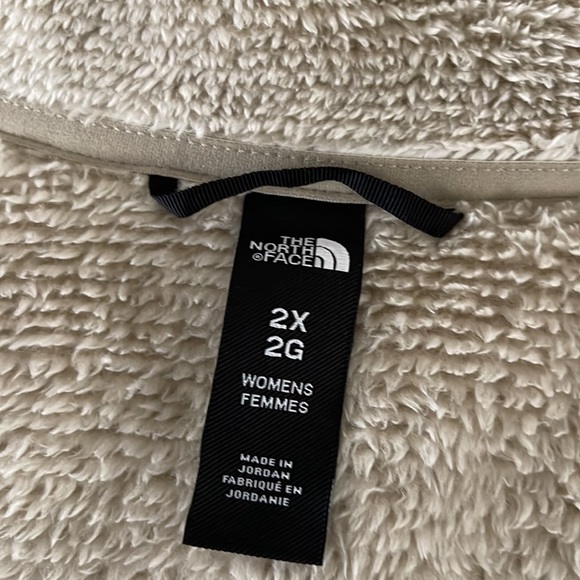 THE
NORTH
®FACE
2X
2G
WOMENS
FEMMES
MADE IN
JORDAN
FABRIQUÉ EN
JORDANIE